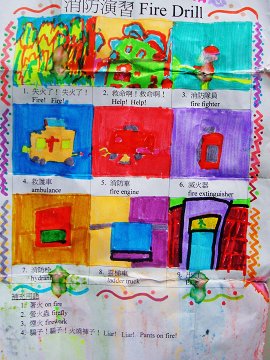 消防演習 Fire Drill
1. 失火了！失火了！ 2. 救命啊！救命啊！ 3. 消防隊員
Fire! Fire! Help! Help! fire fighter
4. 救護車 5. 消防車 6. 滅火器
ambulance fire engine fire extinguisher
7. 消防栓 8. 雲梯車 9.
hydrant ladder truck
補充用語
1. 著火 on fire
2. 螢火蟲 firefly
3. 煙火 firework
4. 騙子！騙子！火燒褲子！ Liar! Liar! Pants on fire!